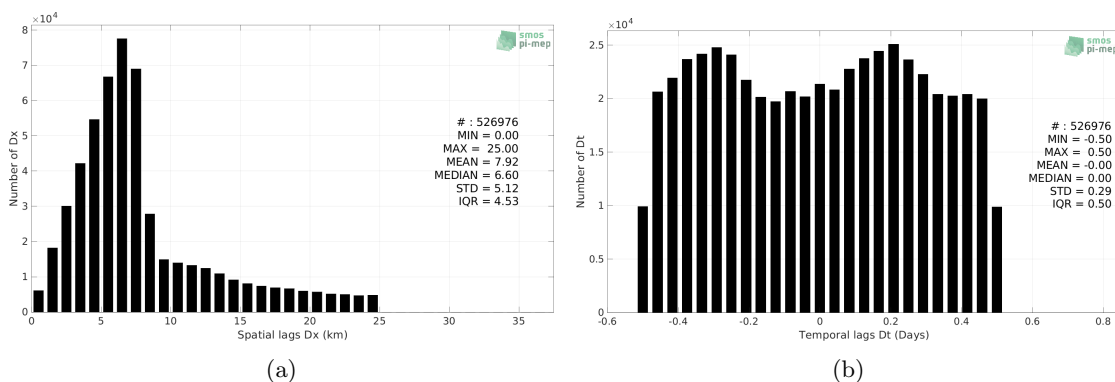 ×10⁴
8
7
6
5
4
3
2
1
0
Number of Dx
smos
pi-mep
# : 526976
MIN = 0.00
MAX = 25.00
MEAN = 7.92
MEDIAN = 6.60
STD = 5.12
IQR = 4.53
0 5 10 15 20 25 30 35
Spatial lags Dx (km)
(a)
×10⁴
2.5
2
1.5
1
0.5
0
Number of Dt
smos
pi-mep
# : 526976
MIN = -0.50
MAX = 0.50
MEAN = -0.00
MEDIAN = 0.00
STD = 0.29
IQR = 0.50
-0.6 -0.4 -0.2 0 0.2 0.4 0.6 0.8
Temporal lags Dt (Days)
(b)